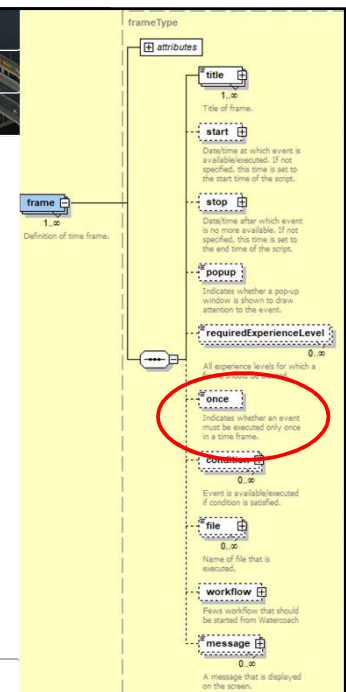 frameType
attributes
title
1..∞
Title of frame.
start
Date/time at which event is
available/executed. If not
specified, this time is set to
the start time of the script.
stop
Date/time after which event
is no more available. If not
specified, this time is set to
the end time of the script.
frame
1..∞
Definition of time frame.
popup
Indicates whether a pop-up
window is shown to draw
attention to the event.
requiredExperienceLevel
0..∞
All experience levels for which a
frame should be created.
once
Indicates whether an event
must be executed only once
in a time frame.
condition
0..∞
Event is available/executed
if condition is satisfied.
file
0..∞
Name of file that is
executed.
workflow
Fews workflow that should
be started from Watercoach
message
0..∞
A message that is displayed
on the screen.